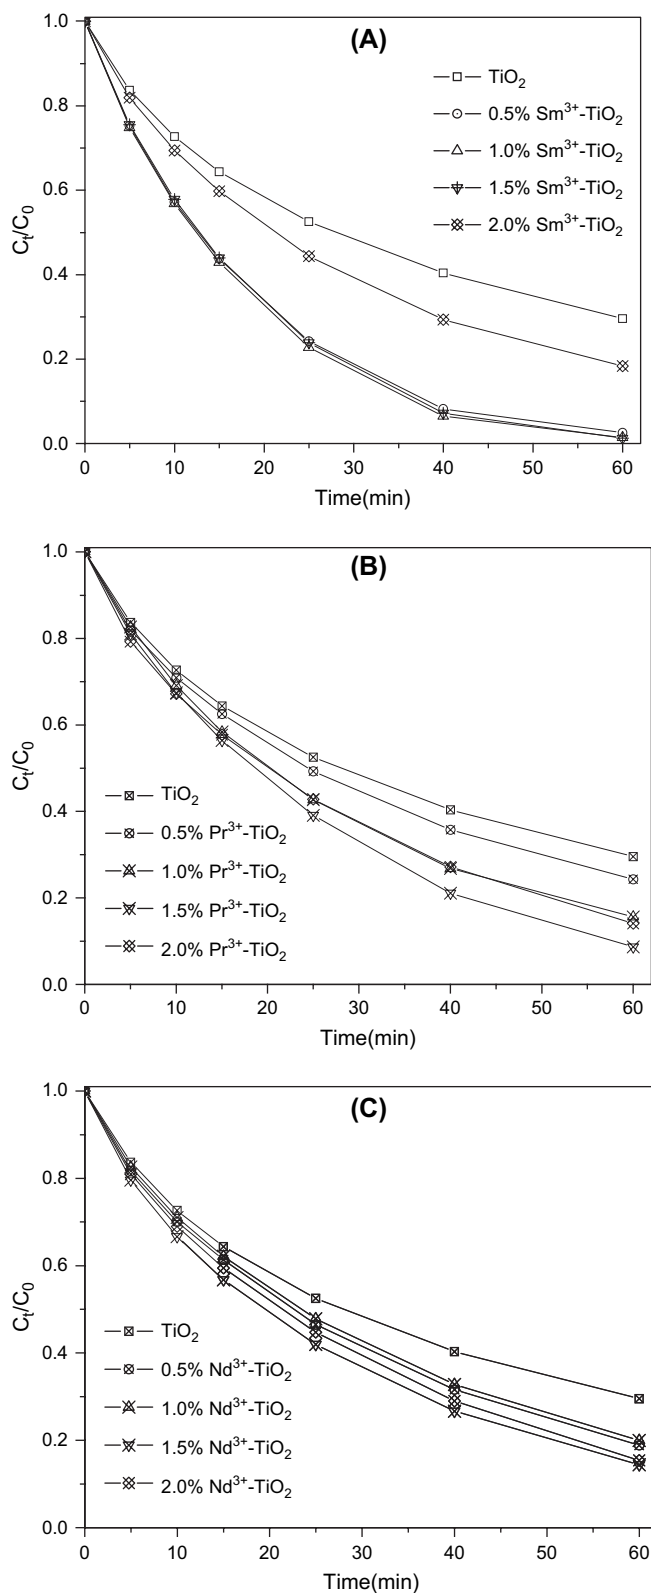 (A)
TiO₂
0.5% Sm³⁺-TiO₂
1.0% Sm³⁺-TiO₂
1.5% Sm³⁺-TiO₂
2.0% Sm³⁺-TiO₂
1.0
0.8
0.6
0.4
0.2
0.0
Cₜ/C₀
0 10 20 30 40 50 60
Time(min)
(B)
1.0
0.8
0.6
0.4
0.2
0.0
Cₜ/C₀
TiO₂
0.5% Pr³⁺-TiO₂
1.0% Pr³⁺-TiO₂
1.5% Pr³⁺-TiO₂
2.0% Pr³⁺-TiO₂
0 10 20 30 40 50 60
Time(min)
(C)
1.0
0.8
0.6
0.4
0.2
0.0
Cₜ/C₀
TiO₂
0.5% Nd³⁺-TiO₂
1.0% Nd³⁺-TiO₂
1.5% Nd³⁺-TiO₂
2.0% Nd³⁺-TiO₂
0 10 20 30 40 50 60
Time(min)